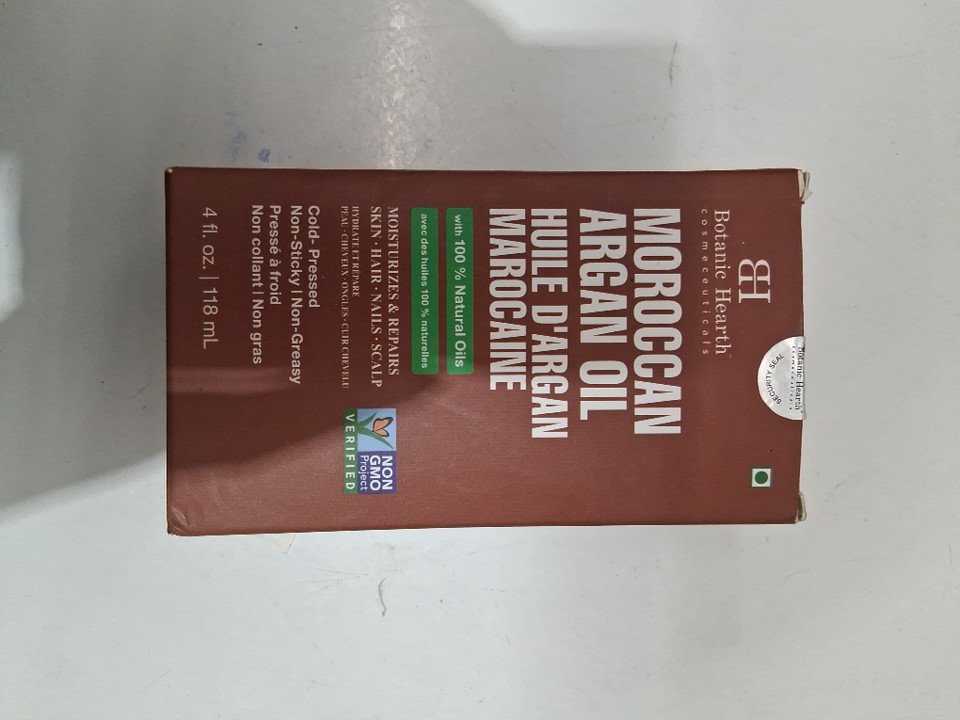 BH
Botanic Hearth™
cosmeceuticals
Botanic Hearth™
SECURITY SEAL
MOROCCAN
ARGAN OIL
HUILE D'ARGAN
MAROCAINE
with 100 % Natural Oils
avec des huiles 100 % naturelles
MOISTURIZES & REPAIRS
SKIN · HAIR · NAILS · SCALP
HYDRATE ET RÉPARE
PEAU · CHEVEUX · ONGLES · CUIR CHEVELU
NON
GMO
Project
VERIFIED
Cold- Pressed
Non-Sticky | Non-Greasy
Pressé à froid
Non collant | Non gras
4 fl. oz. | 118 mL